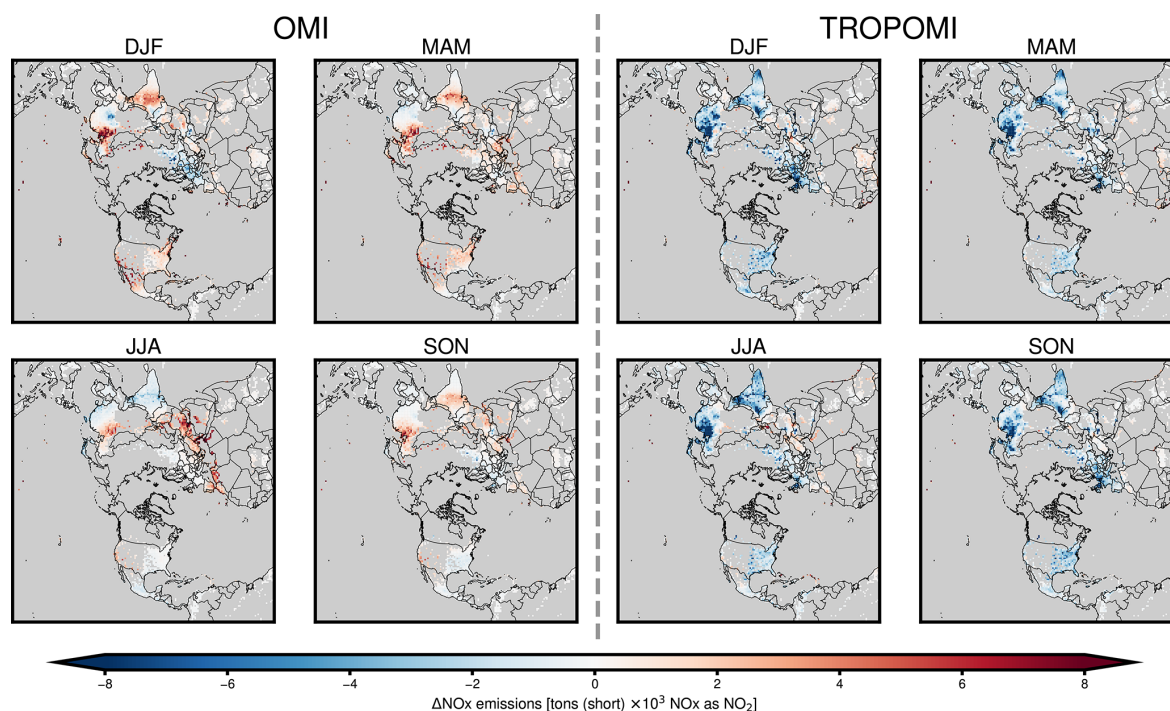 OMI
TROPOMI
DJF
MAM
DJF
MAM
JJA
SON
JJA
SON
−8
−6
−4
−2
0
2
4
6
8
ΔNOx emissions [tons (short) ×10³ NOx as NO₂]